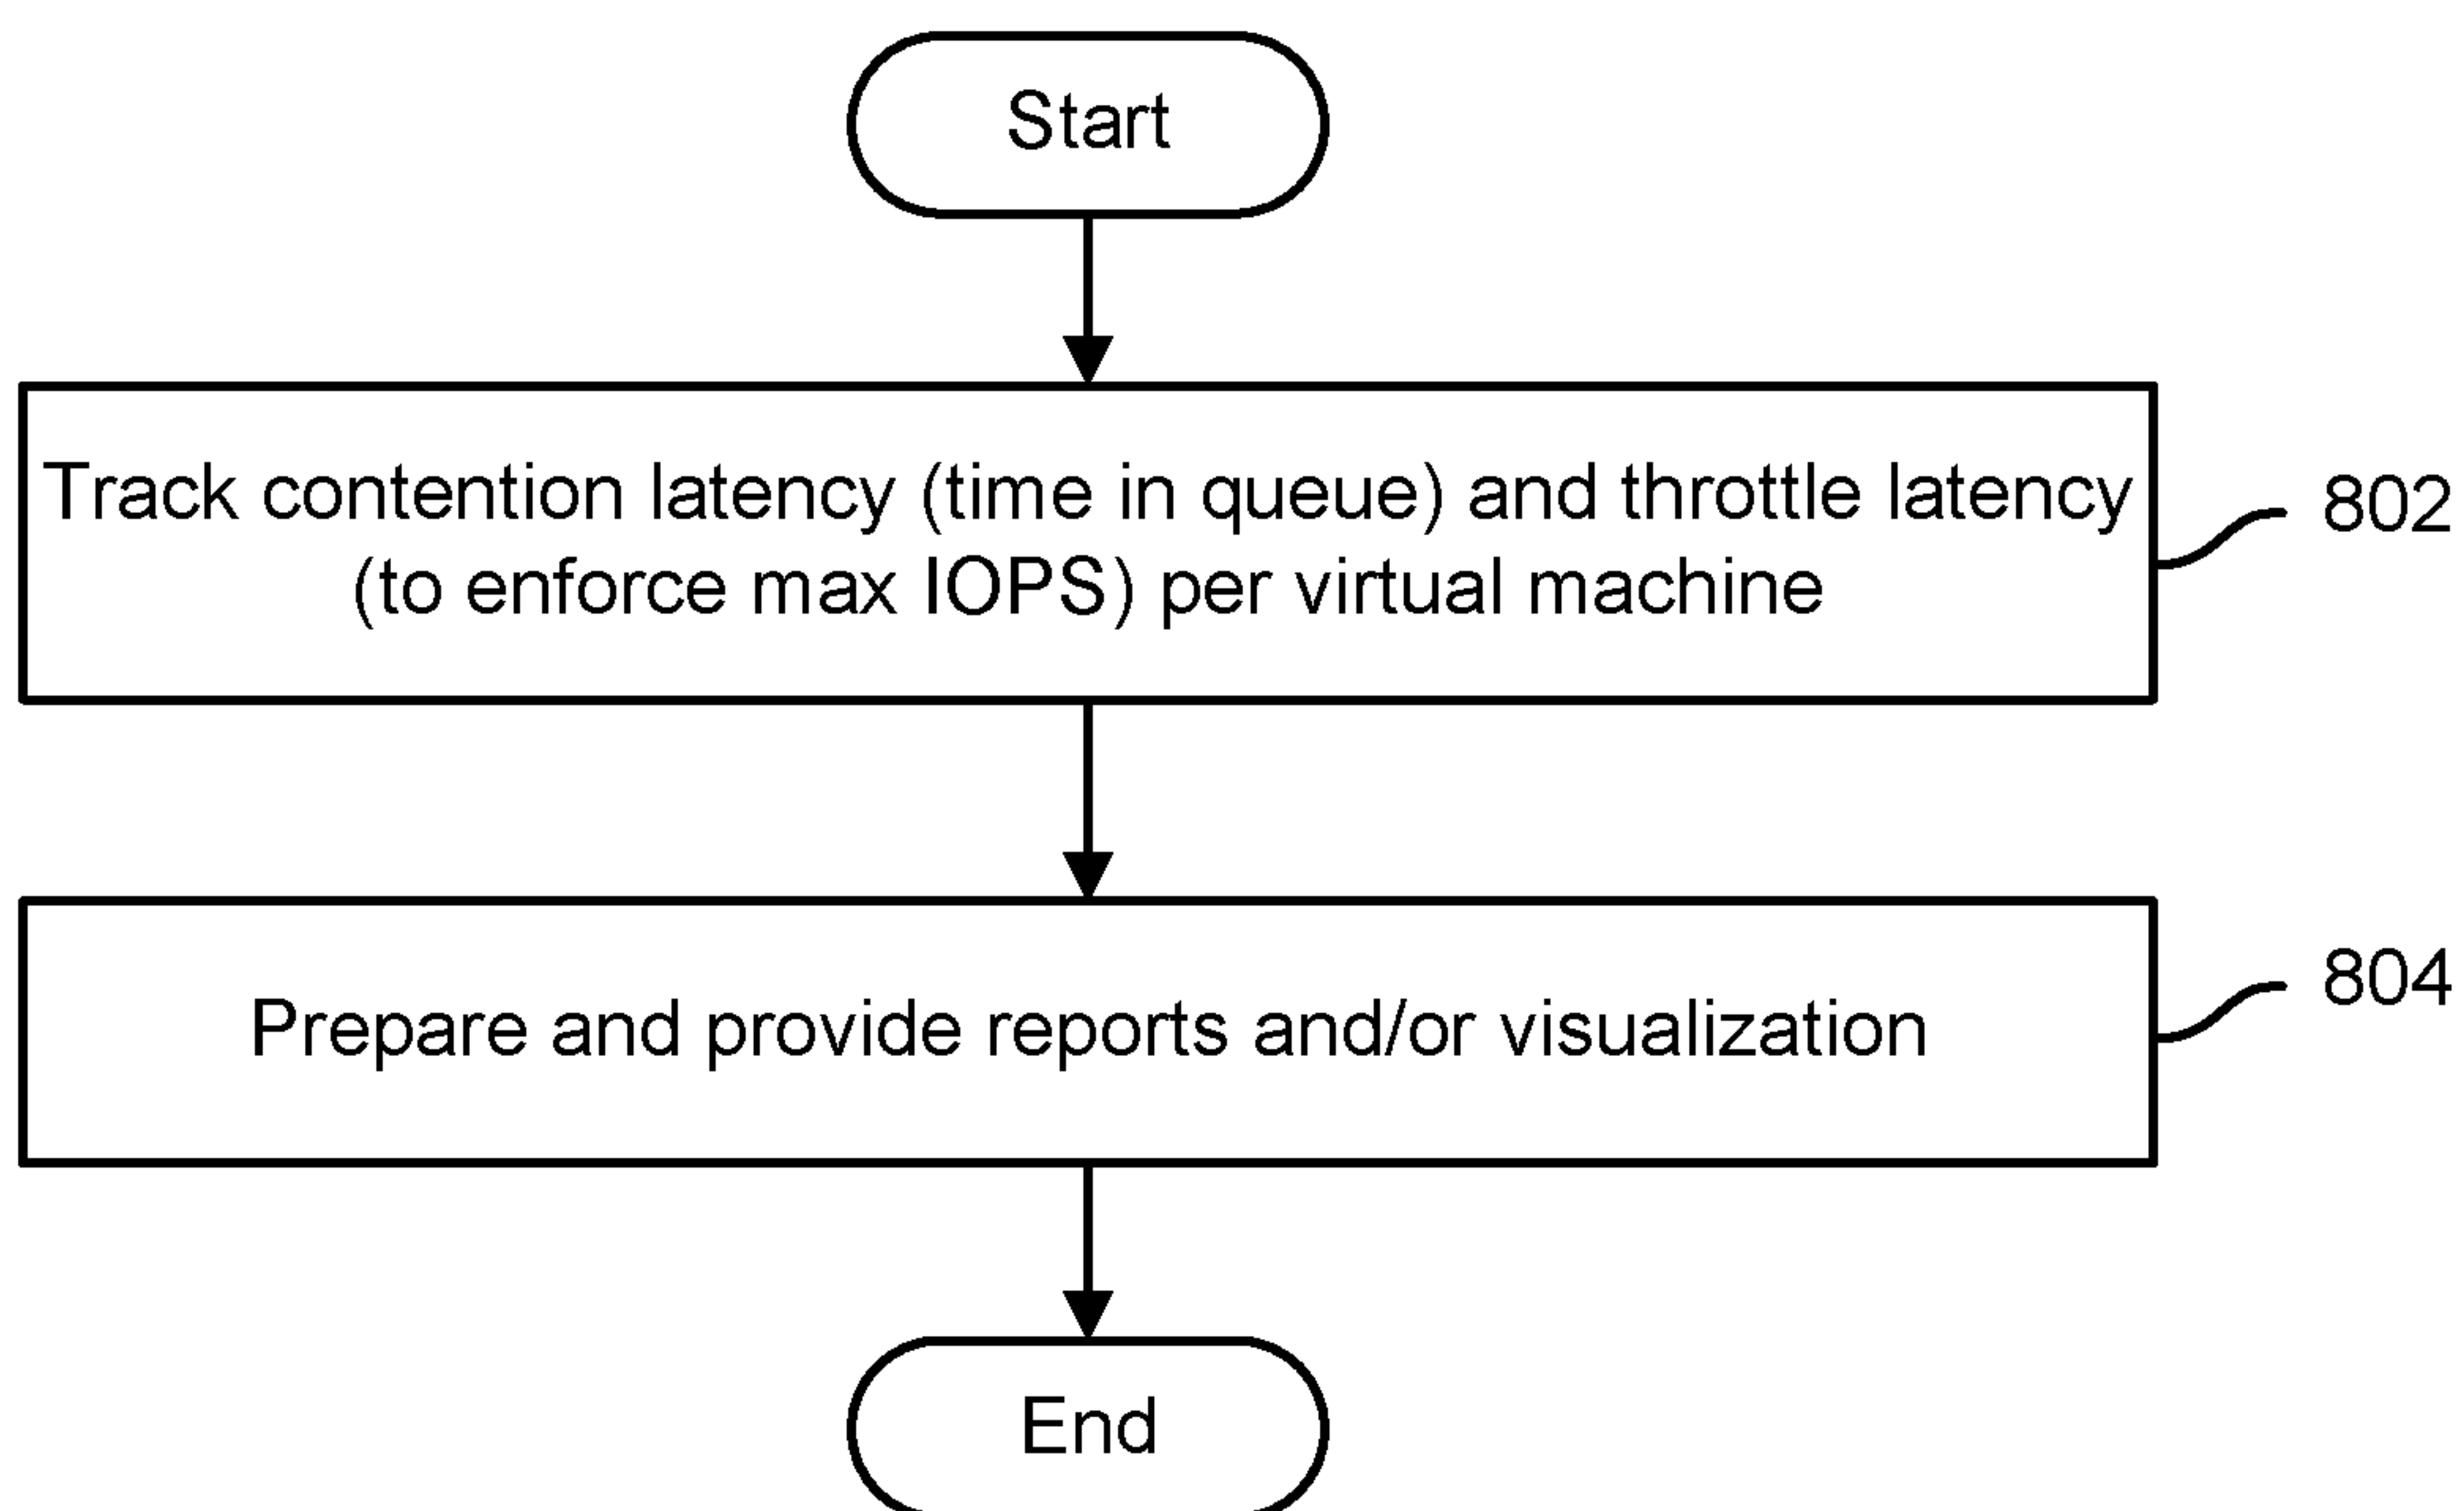 Start
Track contention latency (time in queue) and throttle latency
(to enforce max IOPS) per virtual machine
802
Prepare and provide reports and/or visualization
804
End